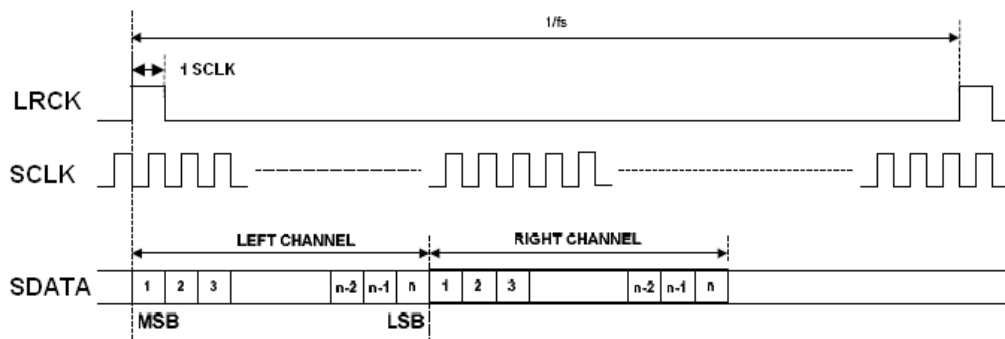 1/fs
1 SCLK
LRCK
SCLK
LEFT CHANNEL RIGHT CHANNEL
SDATA 1 2 3 n-2 n-1 n 1 2 3 n-2 n-1 n
MSB LSB